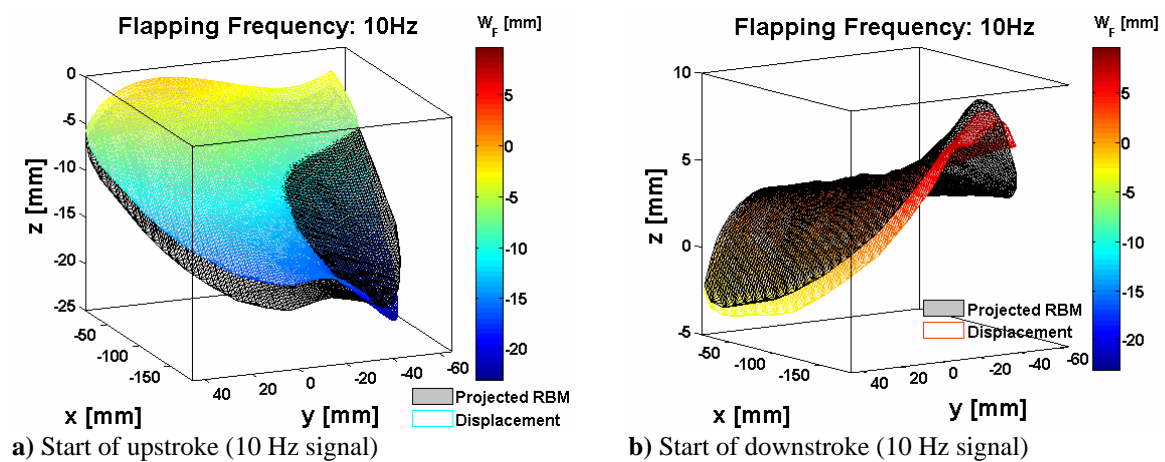 Flapping Frequency: 10Hz
W_F [mm]
0
-5
-10
-15
-20
-25
z [mm]
-50
-100
-150
x [mm]
40
20
0
-20
-40
-60
y [mm]
5
0
-5
-10
-15
-20
Projected RBM
Displacement
a) Start of upstroke (10 Hz signal)
Flapping Frequency: 10Hz
W_F [mm]
10
5
0
-5
z [mm]
-50
-100
-150
x [mm]
40
20
0
-20
-40
-60
y [mm]
5
0
-5
-10
-15
-20
Projected RBM
Displacement
b) Start of downstroke (10 Hz signal)